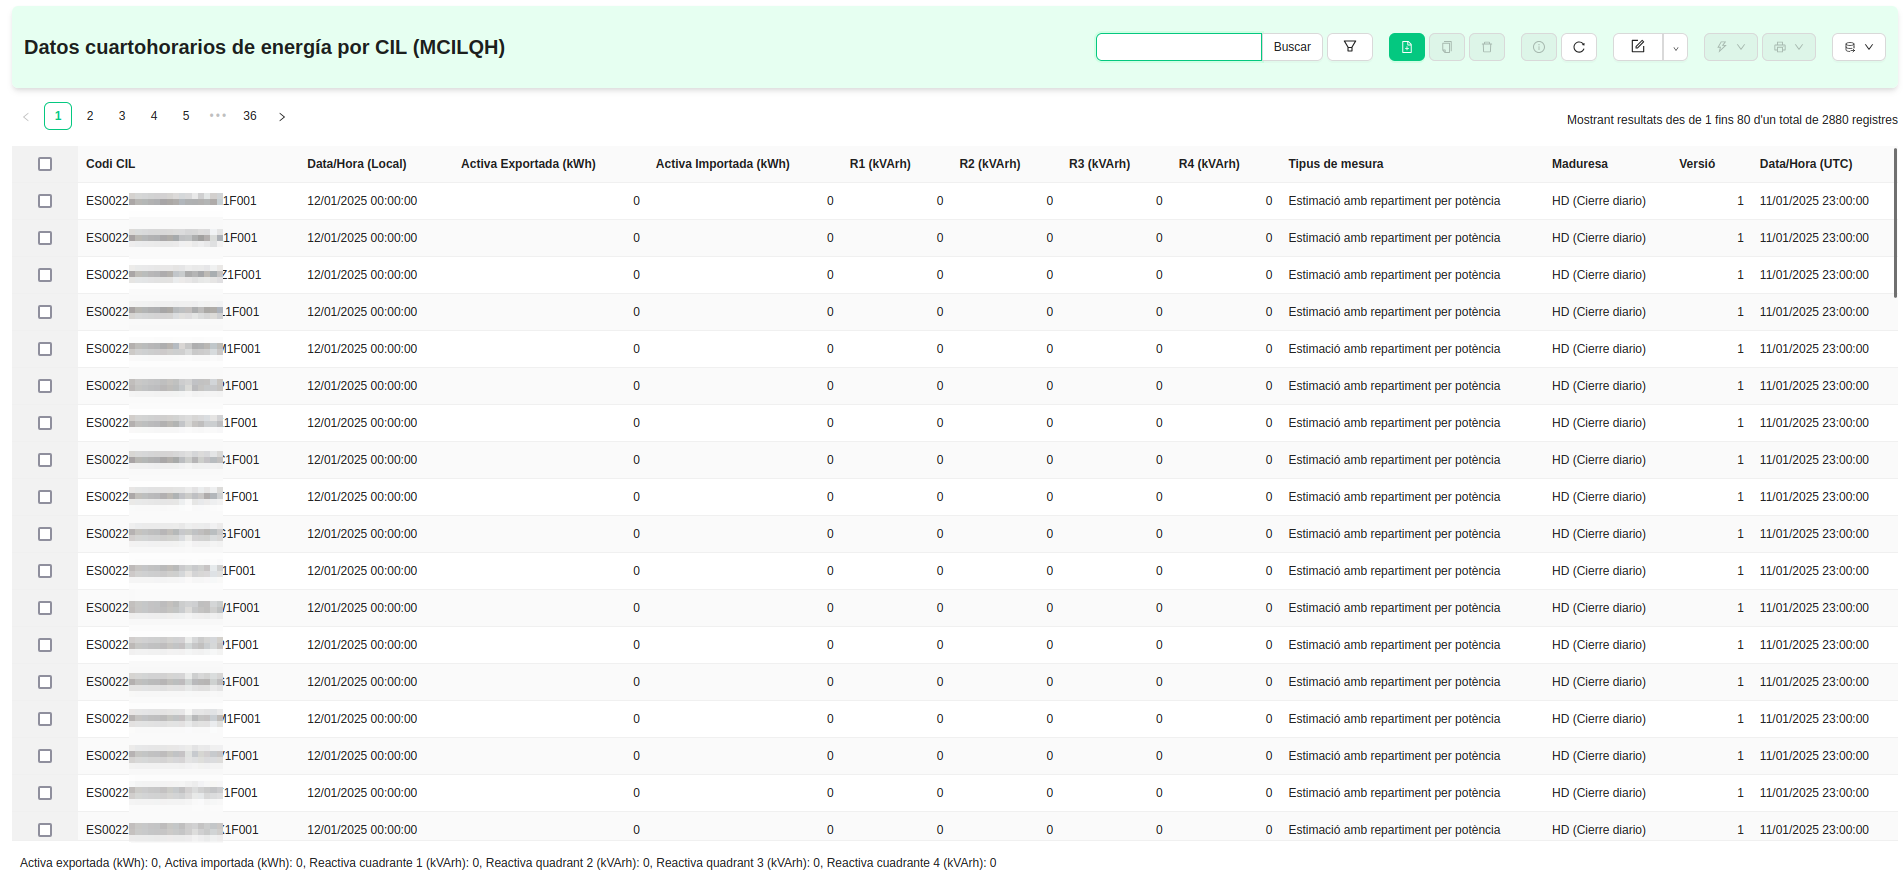 Datos cuartohorarios de energía por CIL (MCILQH)
Buscar
1 2 3 4 5 ••• 36
Mostrant resultats des de 1 fins 80 d'un total de 2880 registres
Codi CIL Data/Hora (Local) Activa Exportada (kWh) Activa Importada (kWh) R1 (kVArh) R2 (kVArh) R3 (kVArh) R4 (kVArh) Tipus de mesura Maduresa Versió Data/Hora (UTC)
ES0022 1F001 12/01/2025 00:00:00 0 0 0 0 0 0 Estimació amb repartiment per potència HD (Cierre diario) 1 11/01/2025 23:00:00
ES0022 1F001 12/01/2025 00:00:00 0 0 0 0 0 0 Estimació amb repartiment per potència HD (Cierre diario) 1 11/01/2025 23:00:00
ES0022 Z1F001 12/01/2025 00:00:00 0 0 0 0 0 0 Estimació amb repartiment per potència HD (Cierre diario) 1 11/01/2025 23:00:00
ES0022 1F001 12/01/2025 00:00:00 0 0 0 0 0 0 Estimació amb repartiment per potència HD (Cierre diario) 1 11/01/2025 23:00:00
ES0022 M1F001 12/01/2025 00:00:00 0 0 0 0 0 0 Estimació amb repartiment per potència HD (Cierre diario) 1 11/01/2025 23:00:00
ES0022 1F001 12/01/2025 00:00:00 0 0 0 0 0 0 Estimació amb repartiment per potència HD (Cierre diario) 1 11/01/2025 23:00:00
ES0022 1F001 12/01/2025 00:00:00 0 0 0 0 0 0 Estimació amb repartiment per potència HD (Cierre diario) 1 11/01/2025 23:00:00
ES0022 1F001 12/01/2025 00:00:00 0 0 0 0 0 0 Estimació amb repartiment per potència HD (Cierre diario) 1 11/01/2025 23:00:00
ES0022 1F001 12/01/2025 00:00:00 0 0 0 0 0 0 Estimació amb repartiment per potència HD (Cierre diario) 1 11/01/2025 23:00:00
ES0022 1F001 12/01/2025 00:00:00 0 0 0 0 0 0 Estimació amb repartiment per potència HD (Cierre diario) 1 11/01/2025 23:00:00
ES0022 1F001 12/01/2025 00:00:00 0 0 0 0 0 0 Estimació amb repartiment per potència HD (Cierre diario) 1 11/01/2025 23:00:00
ES0022 1F001 12/01/2025 00:00:00 0 0 0 0 0 0 Estimació amb repartiment per potència HD (Cierre diario) 1 11/01/2025 23:00:00
ES0022 1F001 12/01/2025 00:00:00 0 0 0 0 0 0 Estimació amb repartiment per potència HD (Cierre diario) 1 11/01/2025 23:00:00
ES0022 1F001 12/01/2025 00:00:00 0 0 0 0 0 0 Estimació amb repartiment per potència HD (Cierre diario) 1 11/01/2025 23:00:00
ES0022 M1F001 12/01/2025 00:00:00 0 0 0 0 0 0 Estimació amb repartiment per potència HD (Cierre diario) 1 11/01/2025 23:00:00
ES0022 1F001 12/01/2025 00:00:00 0 0 0 0 0 0 Estimació amb repartiment per potència HD (Cierre diario) 1 11/01/2025 23:00:00
ES0022 1F001 12/01/2025 00:00:00 0 0 0 0 0 0 Estimació amb repartiment per potència HD (Cierre diario) 1 11/01/2025 23:00:00
ES0022 1F001 12/01/2025 00:00:00 0 0 0 0 0 0 Estimació amb repartiment per potència HD (Cierre diario) 1 11/01/2025 23:00:00
Activa exportada (kWh): 0, Activa importada (kWh): 0, Reactiva cuadrante 1 (kVArh): 0, Reactiva quadrant 2 (kVArh): 0, Reactiva quadrant 3 (kVArh): 0, Reactiva cuadrante 4 (kVArh): 0